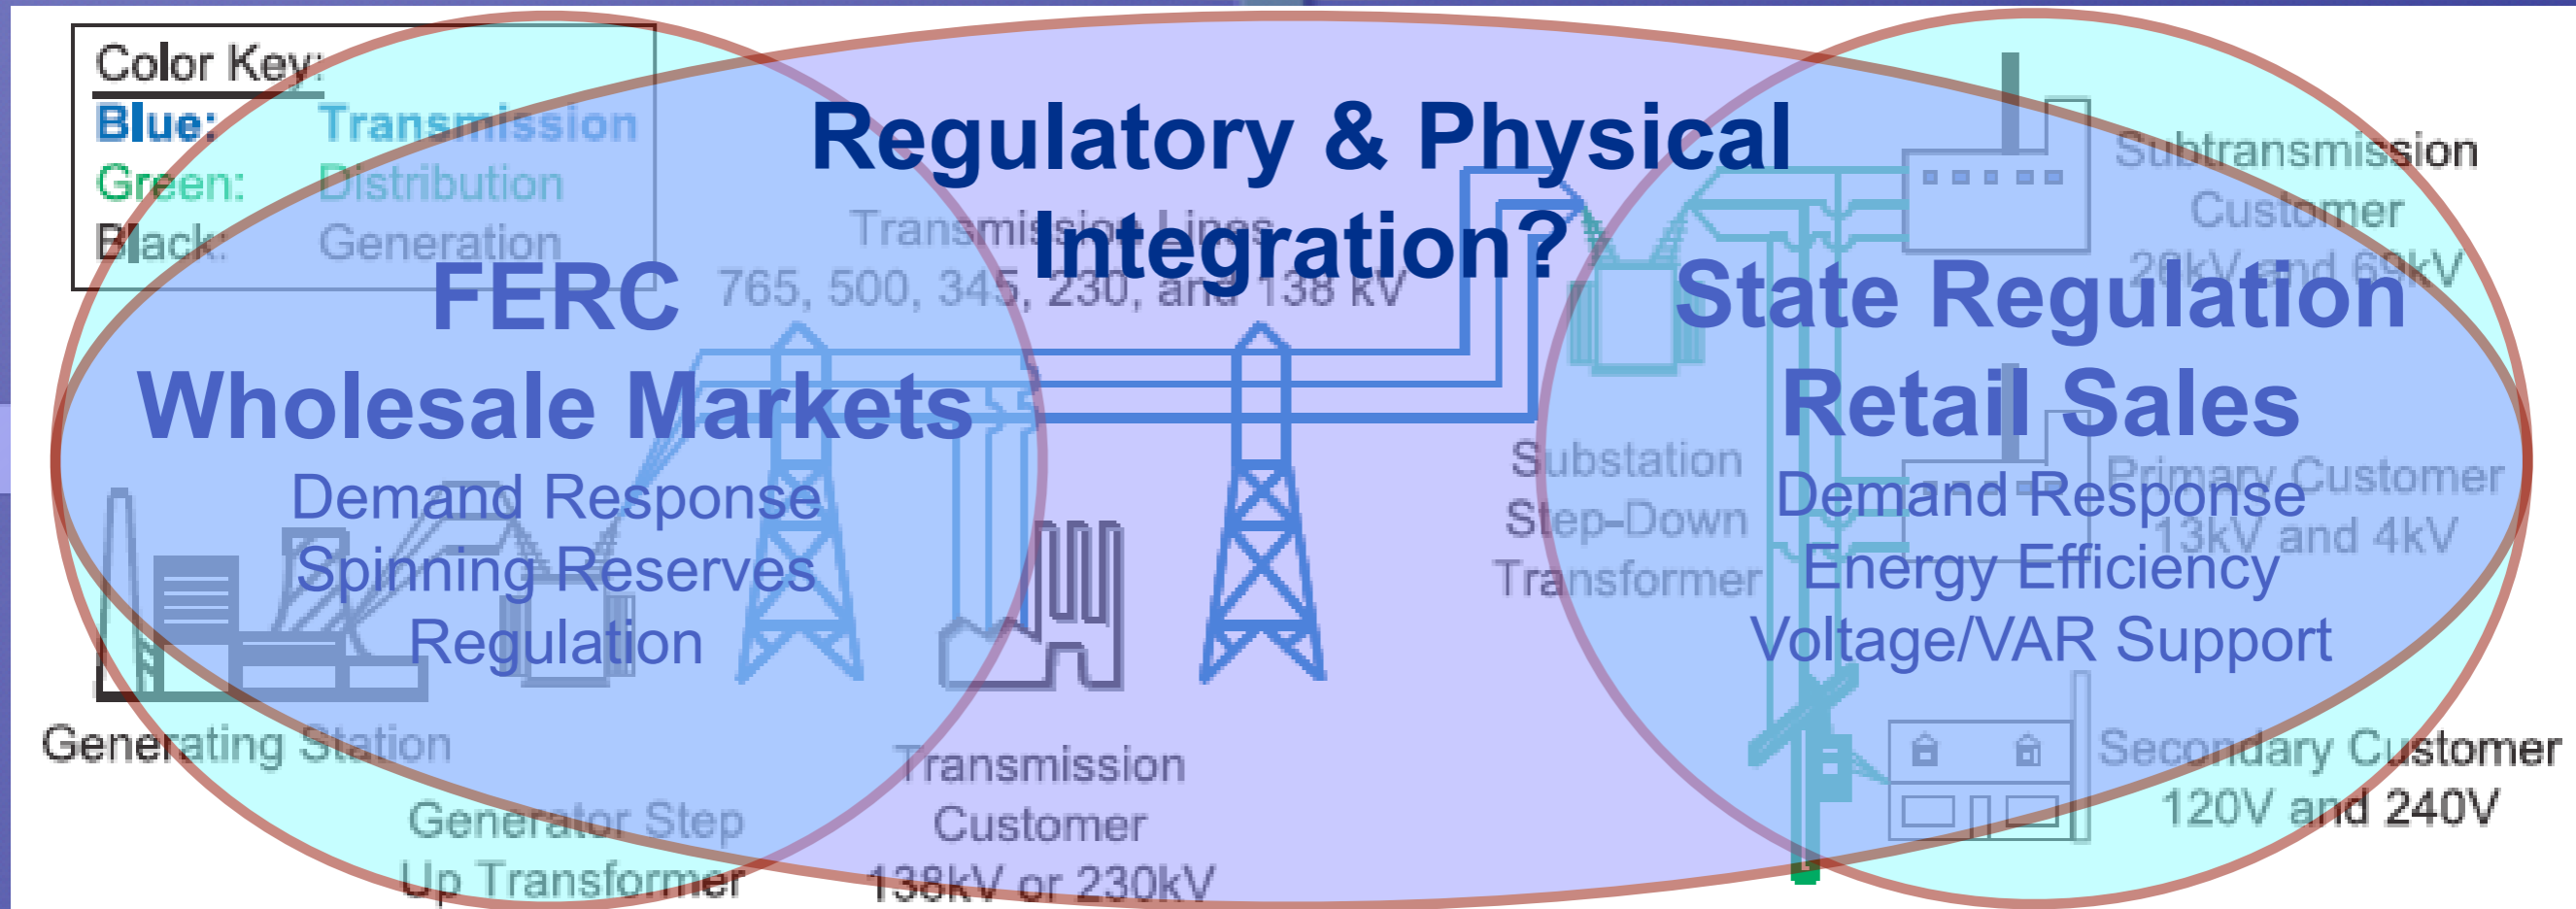 Color Key:
Blue: Transmission
Green: Distribution
Black: Generation
Regulatory & Physical
Integration?
Transmission Lines
765, 500, 345, 230, and 138 kV
FERC
Wholesale Markets
Demand Response
Spinning Reserves
Regulation
Generating Station
Generator Step
Up Transformer
Transmission
Customer
138kV or 230kV
Substation
Step-Down
Transformer
State Regulation
Retail Sales
Demand Response
Energy Efficiency
Voltage/VAR Support
Subtransmission
Customer
26kV and 69kV
Primary Customer
13kV and 4kV
Secondary Customer
120V and 240V